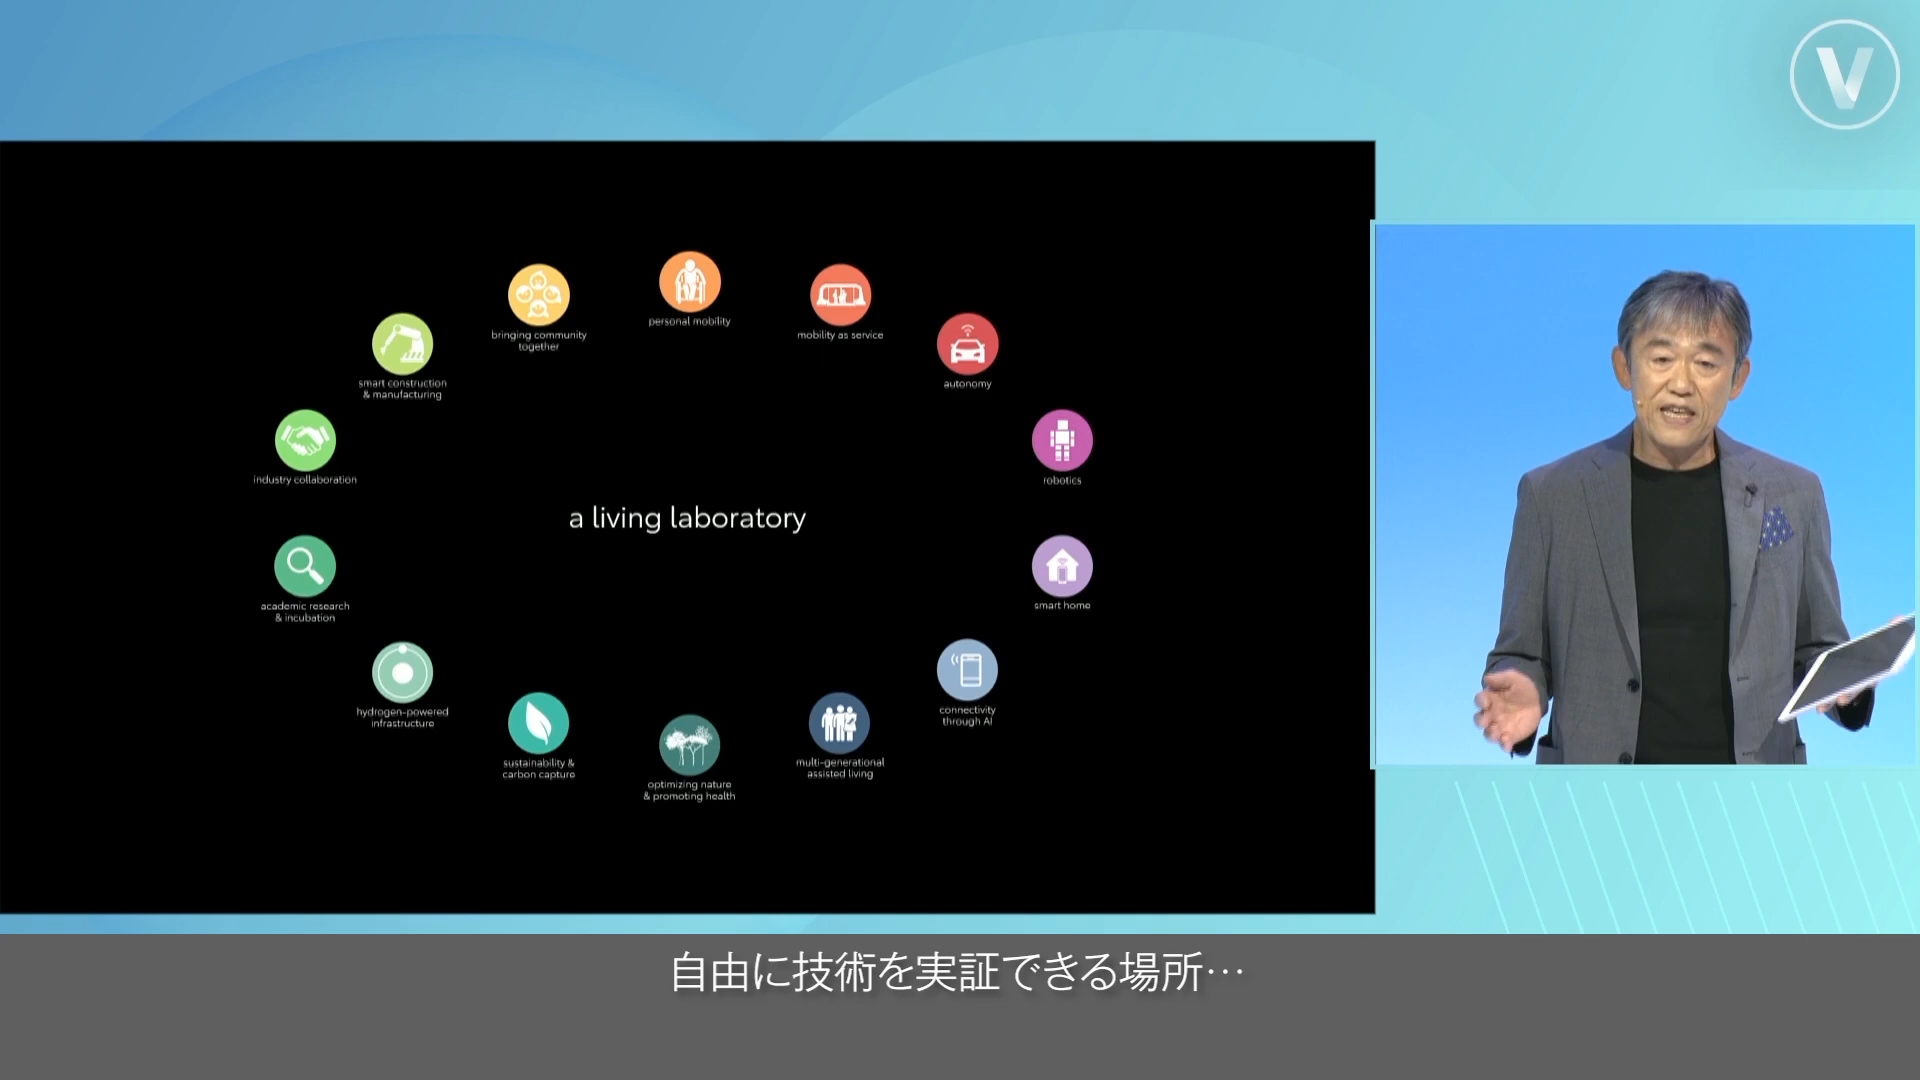 V
personal mobility
bringing community
together
mobility as service
smart construction
& manufacturing
autonomy
industry collaboration
robotics
a living laboratory
academic research
& incubation
smart home
hydrogen-powered
infrastructure
connectivity
through AI
sustainability &
carbon capture
multi-generational
assisted living
optimizing nature
& promoting health
自由に技術を実証できる場所…